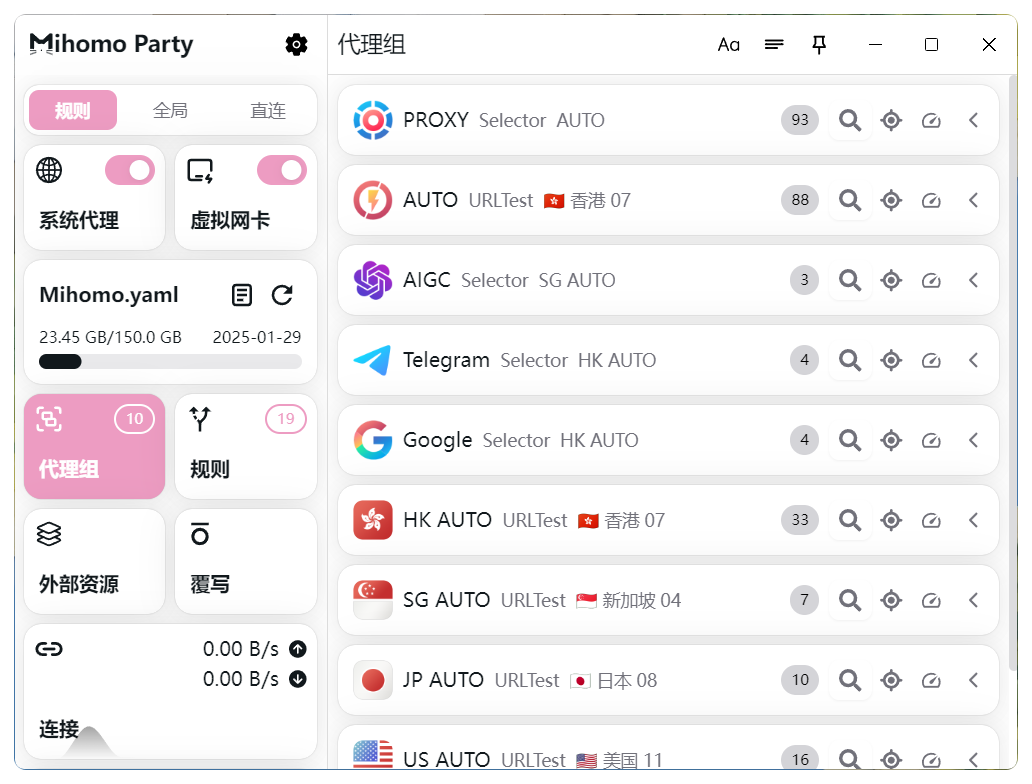 Mihomo Party
规则 全局 直连
系统代理 虚拟网卡
Mihomo.yaml
23.45 GB/150.0 GB 2025-01-29
10 19
代理组 规则
外部资源 覆写
0.00 B/s
0.00 B/s
连接
代理组 Aa
PROXY Selector AUTO 93
AUTO URLTest 🇭🇰 香港 07 88
AIGC Selector SG AUTO 3
Telegram Selector HK AUTO 4
Google Selector HK AUTO 4
HK AUTO URLTest 🇭🇰 香港 07 33
SG AUTO URLTest 🇸🇬 新加坡 04 7
JP AUTO URLTest 🇯🇵 日本 08 10
US AUTO URLTest 🇺🇸 美国 11 16